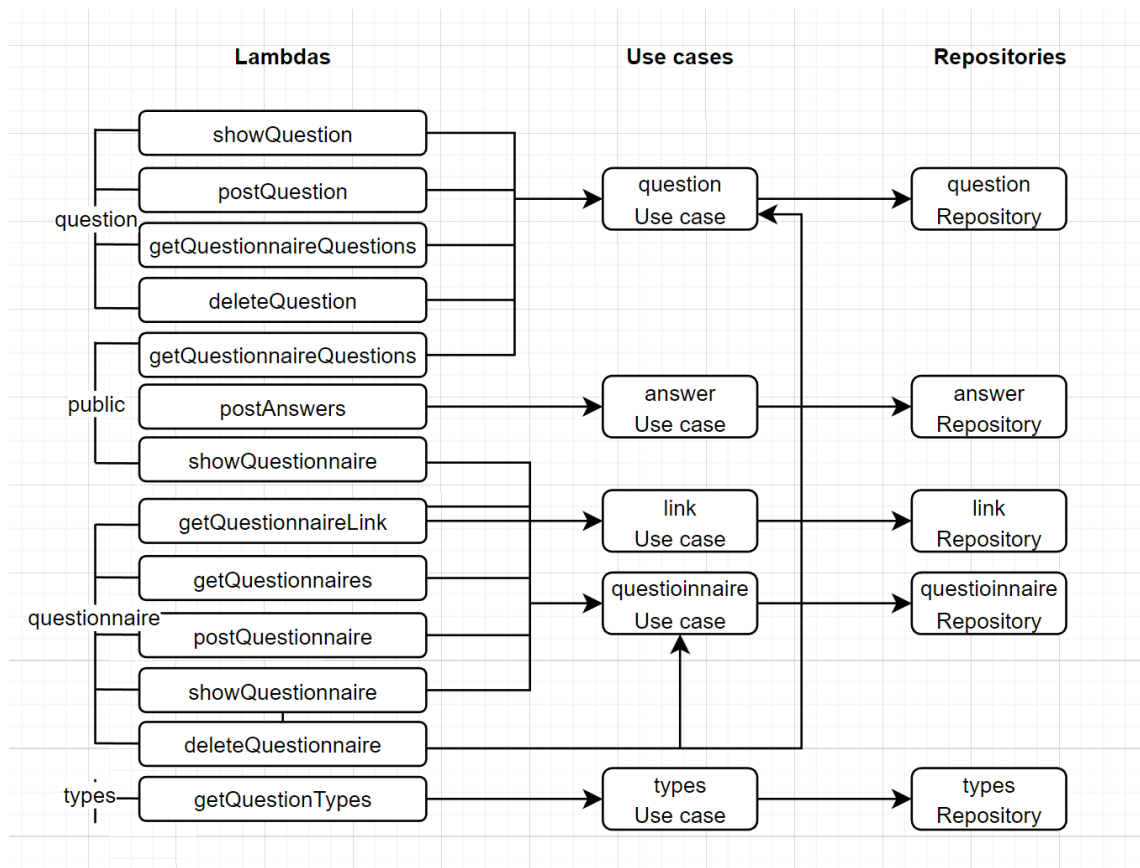 Lambdas
Use cases
Repositories
showQuestion
postQuestion
question
getQuestionnaireQuestions
deleteQuestion
question
Use case
question
Repository
getQuestionnaireQuestions
public
postAnswers
showQuestionnaire
answer
Use case
answer
Repository
getQuestionnaireLink
getQuestionnaires
questionnaire
postQuestionnaire
showQuestionnaire
deleteQuestionnaire
link
Use case
link
Repository
questioinnaire
Use case
questioinnaire
Repository
types
getQuestionTypes
types
Use case
types
Repository